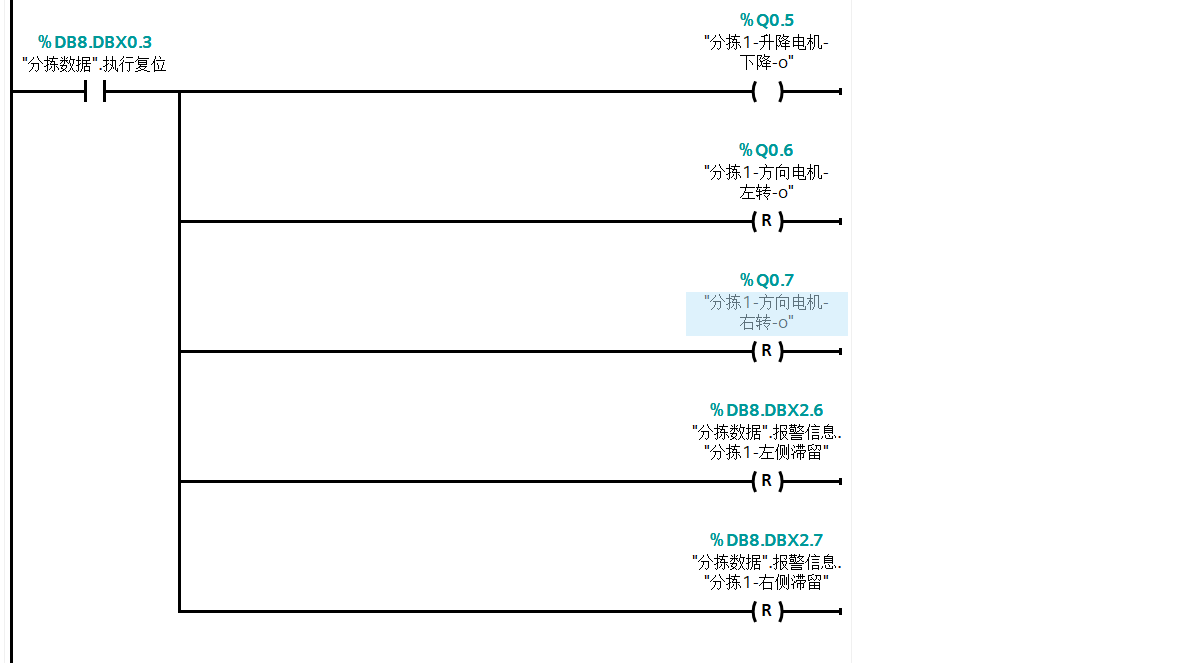 %Q0.5
"分拣1-升降电机-
下降-o"
%DB8.DBX0.3
"分拣数据".执行复位
%Q0.6
"分拣1-方向电机-
左转-o"
R
%Q0.7
"分拣1-方向电机-
右转-o"
R
%DB8.DBX2.6
"分拣数据".报警信息.
"分拣1-左侧滞留"
R
%DB8.DBX2.7
"分拣数据".报警信息.
"分拣1-右侧滞留"
R